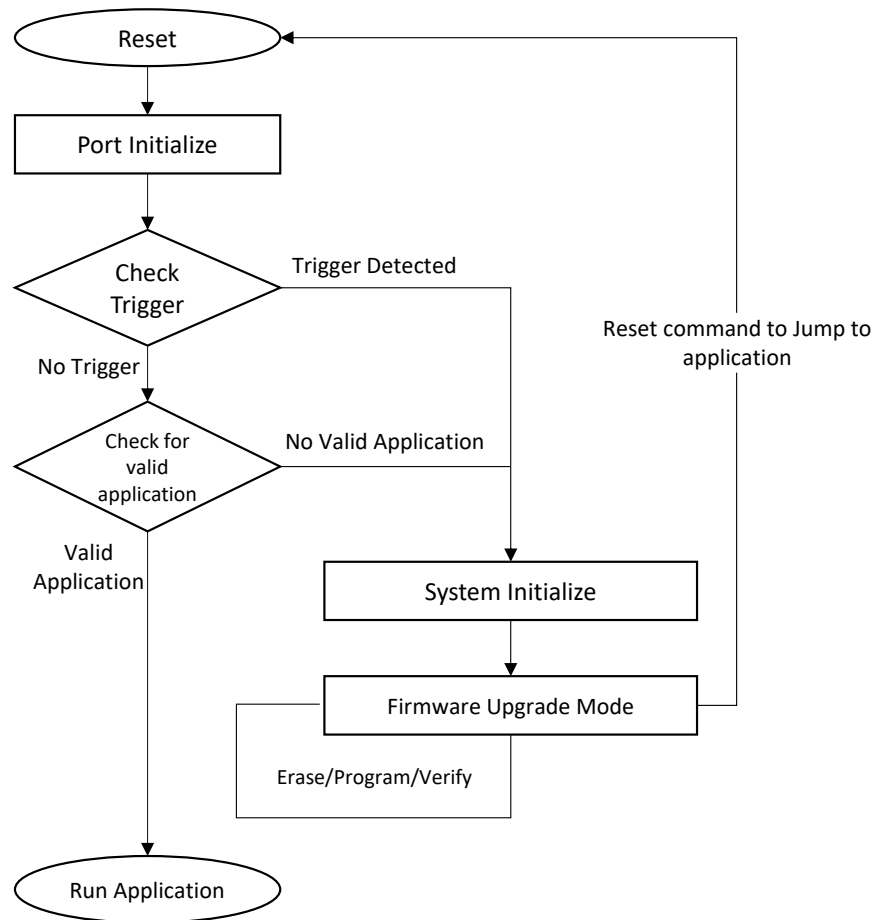 Reset
Port Initialize
Check
Trigger
Trigger Detected
No Trigger
Reset command to Jump to
application
Check for
valid
application
No Valid Application
Valid
Application
System Initialize
Firmware Upgrade Mode
Erase/Program/Verify
Run Application